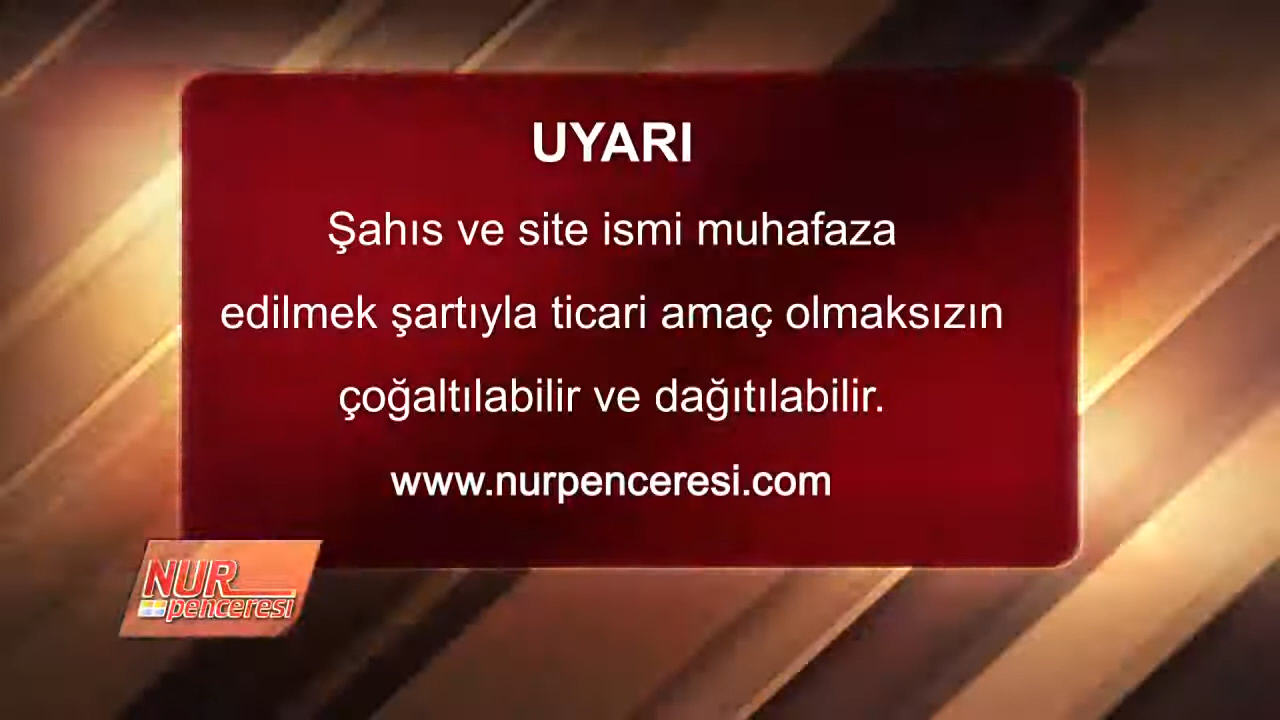 UYARI
Şahıs ve site ismi muhafaza
edilmek şartıyla ticari amaç olmaksızın
çoğaltılabilir ve dağıtılabilir.
www.nurpenceresi.com
NUR
penceresi